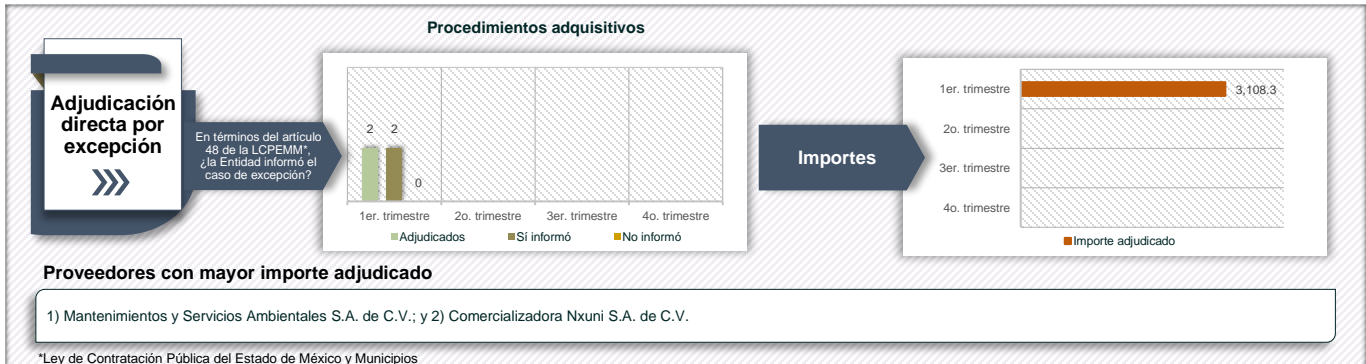 Procedimientos adquisitivos
Adjudicación
directa por
excepción
En términos del artículo
48 de la LCPEMM*,
¿la Entidad informó el
caso de excepción?
2 2
0
1er. trimestre 2o. trimestre 3er. trimestre 4o. trimestre
Adjudicados Sí informó No informó
Importes
1er. trimestre 3,108.3
2o. trimestre
3er. trimestre
4o. trimestre
Importe adjudicado
Proveedores con mayor importe adjudicado
1) Mantenimientos y Servicios Ambientales S.A. de C.V.; y 2) Comercializadora Nxuni S.A. de C.V.
*Ley de Contratación Pública del Estado de México y Municipios